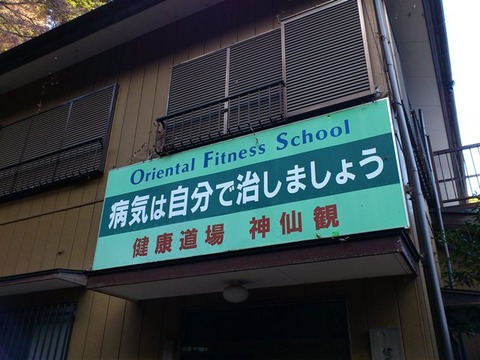 Oriental Fitness School
病気は自分で治しましょう
健康道場 神仙観